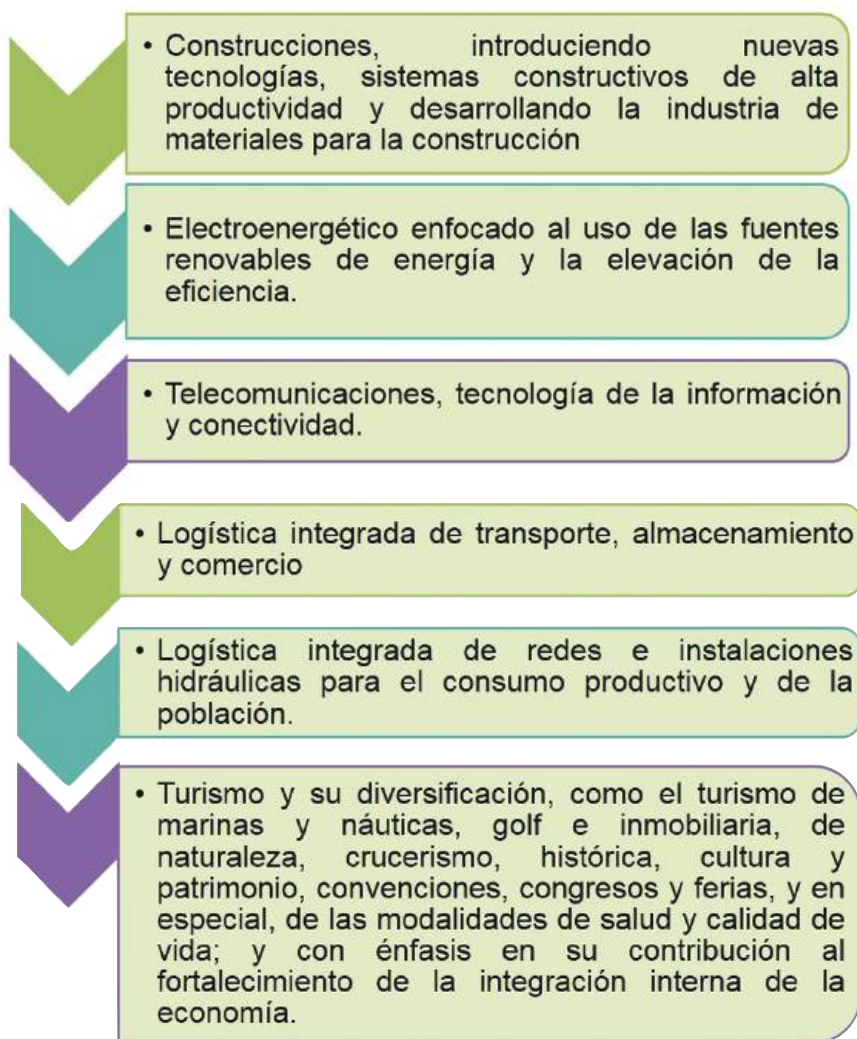 • Construcciones, introduciendo nuevas
tecnologías, sistemas constructivos de alta
productividad y desarrollando la industria de
materiales para la construcción
• Electroenergético enfocado al uso de las fuentes
renovables de energía y la elevación de la
eficiencia.
• Telecomunicaciones, tecnología de la información
y conectividad.
• Logística integrada de transporte, almacenamiento
y comercio
• Logística integrada de redes e instalaciones
hidráulicas para el consumo productivo y de la
población.
• Turismo y su diversificación, como el turismo de
marinas y náuticas, golf e inmobiliaria, de
naturaleza, crucerismo, histórica, cultura y
patrimonio, convenciones, congresos y ferias, y en
especial, de las modalidades de salud y calidad de
vida; y con énfasis en su contribución al
fortalecimiento de la integración interna de la
economía.